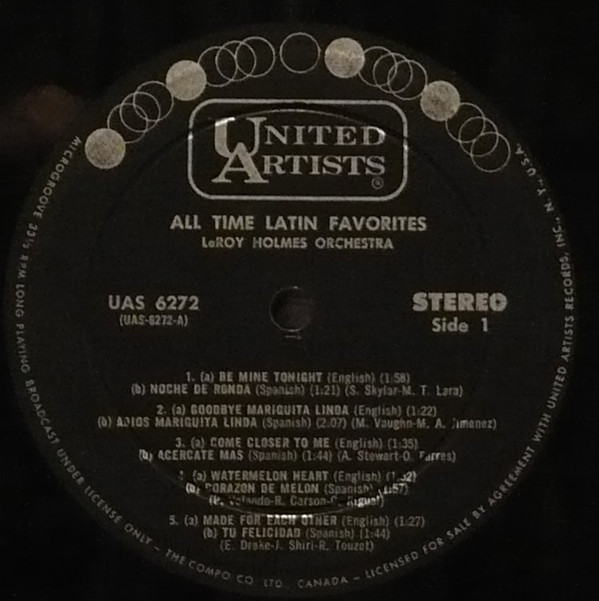 UNITED
ARTISTS
®
ALL TIME LATIN FAVORITES
LeROY HOLMES ORCHESTRA
UAS 6272
(UAS-6272-A)
STEREO
Side 1
1. (a) BE MINE TONIGHT (English) (1:58)
(b) NOCHE DE RONDA (Spanish) (1:21) (S. Skylar-M. T. Lara)
2. (a) GOODBYE MARIQUITA LINDA (English) (1:22)
(b) ADIOS MARIQUITA LINDA (Spanish) (2.07) (M. Vaughn-M. A. Jimenez)
3. (a) COME CLOSER TO ME (English) (1:35)
(b) ACERCATE MAS (Spanish) (1:44) (A. Stewart-O. Farres)
(a) WATERMELON HEART (English)
(b) CORAZON DE MELON (Spanish)
Carson-
5. (a) MADE FOR EACH OTHER (English) (1:27)
(b) TU FELICIDAD (Spanish) (1:44)
(E. Drake-J. Shiri-R. Touzet)
MICROGROOVE 33⅓ RPM LONG PLAYING BROADCAST UNDER LICENSE ONLY – THE COMPO CO. LTD., CANADA – LICENSED FOR SALE BY AGREEMENT WITH UNITED ARTISTS RECORDS, INC., N. Y., U.S.A.